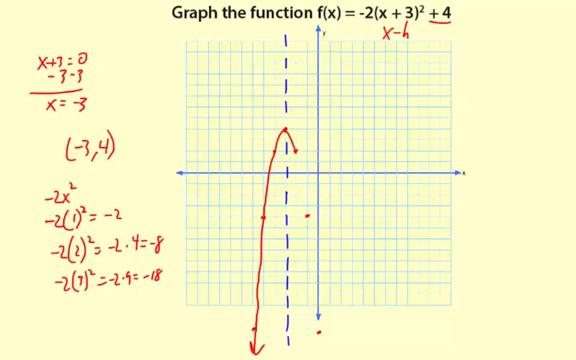 Graph the function f(x) = -2(x + 3)² + 4
x-h
x+3=0
-3 -3
x = -3
(-3,4)
-2x²
-2(1)² = -2
-2(2)² = -2·4=-8
-2(3)² = -2·9=-18
y
x